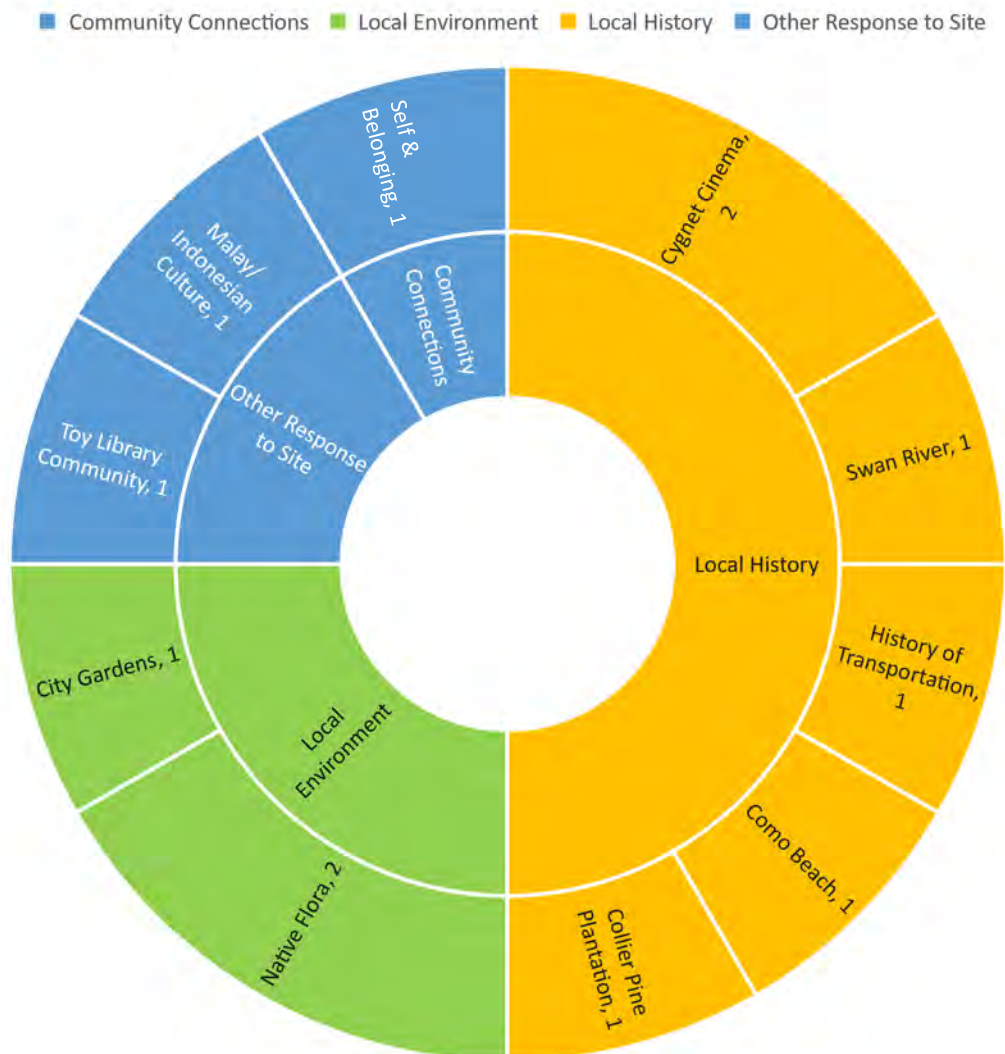 Community Connections
Local Environment
Local History
Other Response to Site
Self &
Belonging, 1
Cygnet Cinema,
2
Malay/
Indonesian
Culture, 1
Community
Connections
Other Response
to Site
Toy Library
Community, 1
Swan River, 1
Local History
History of
Transportation,
1
City Gardens, 1
Local
Environment
Como Beach, 1
Native Flora, 2
Collier Pine
Plantation, 1